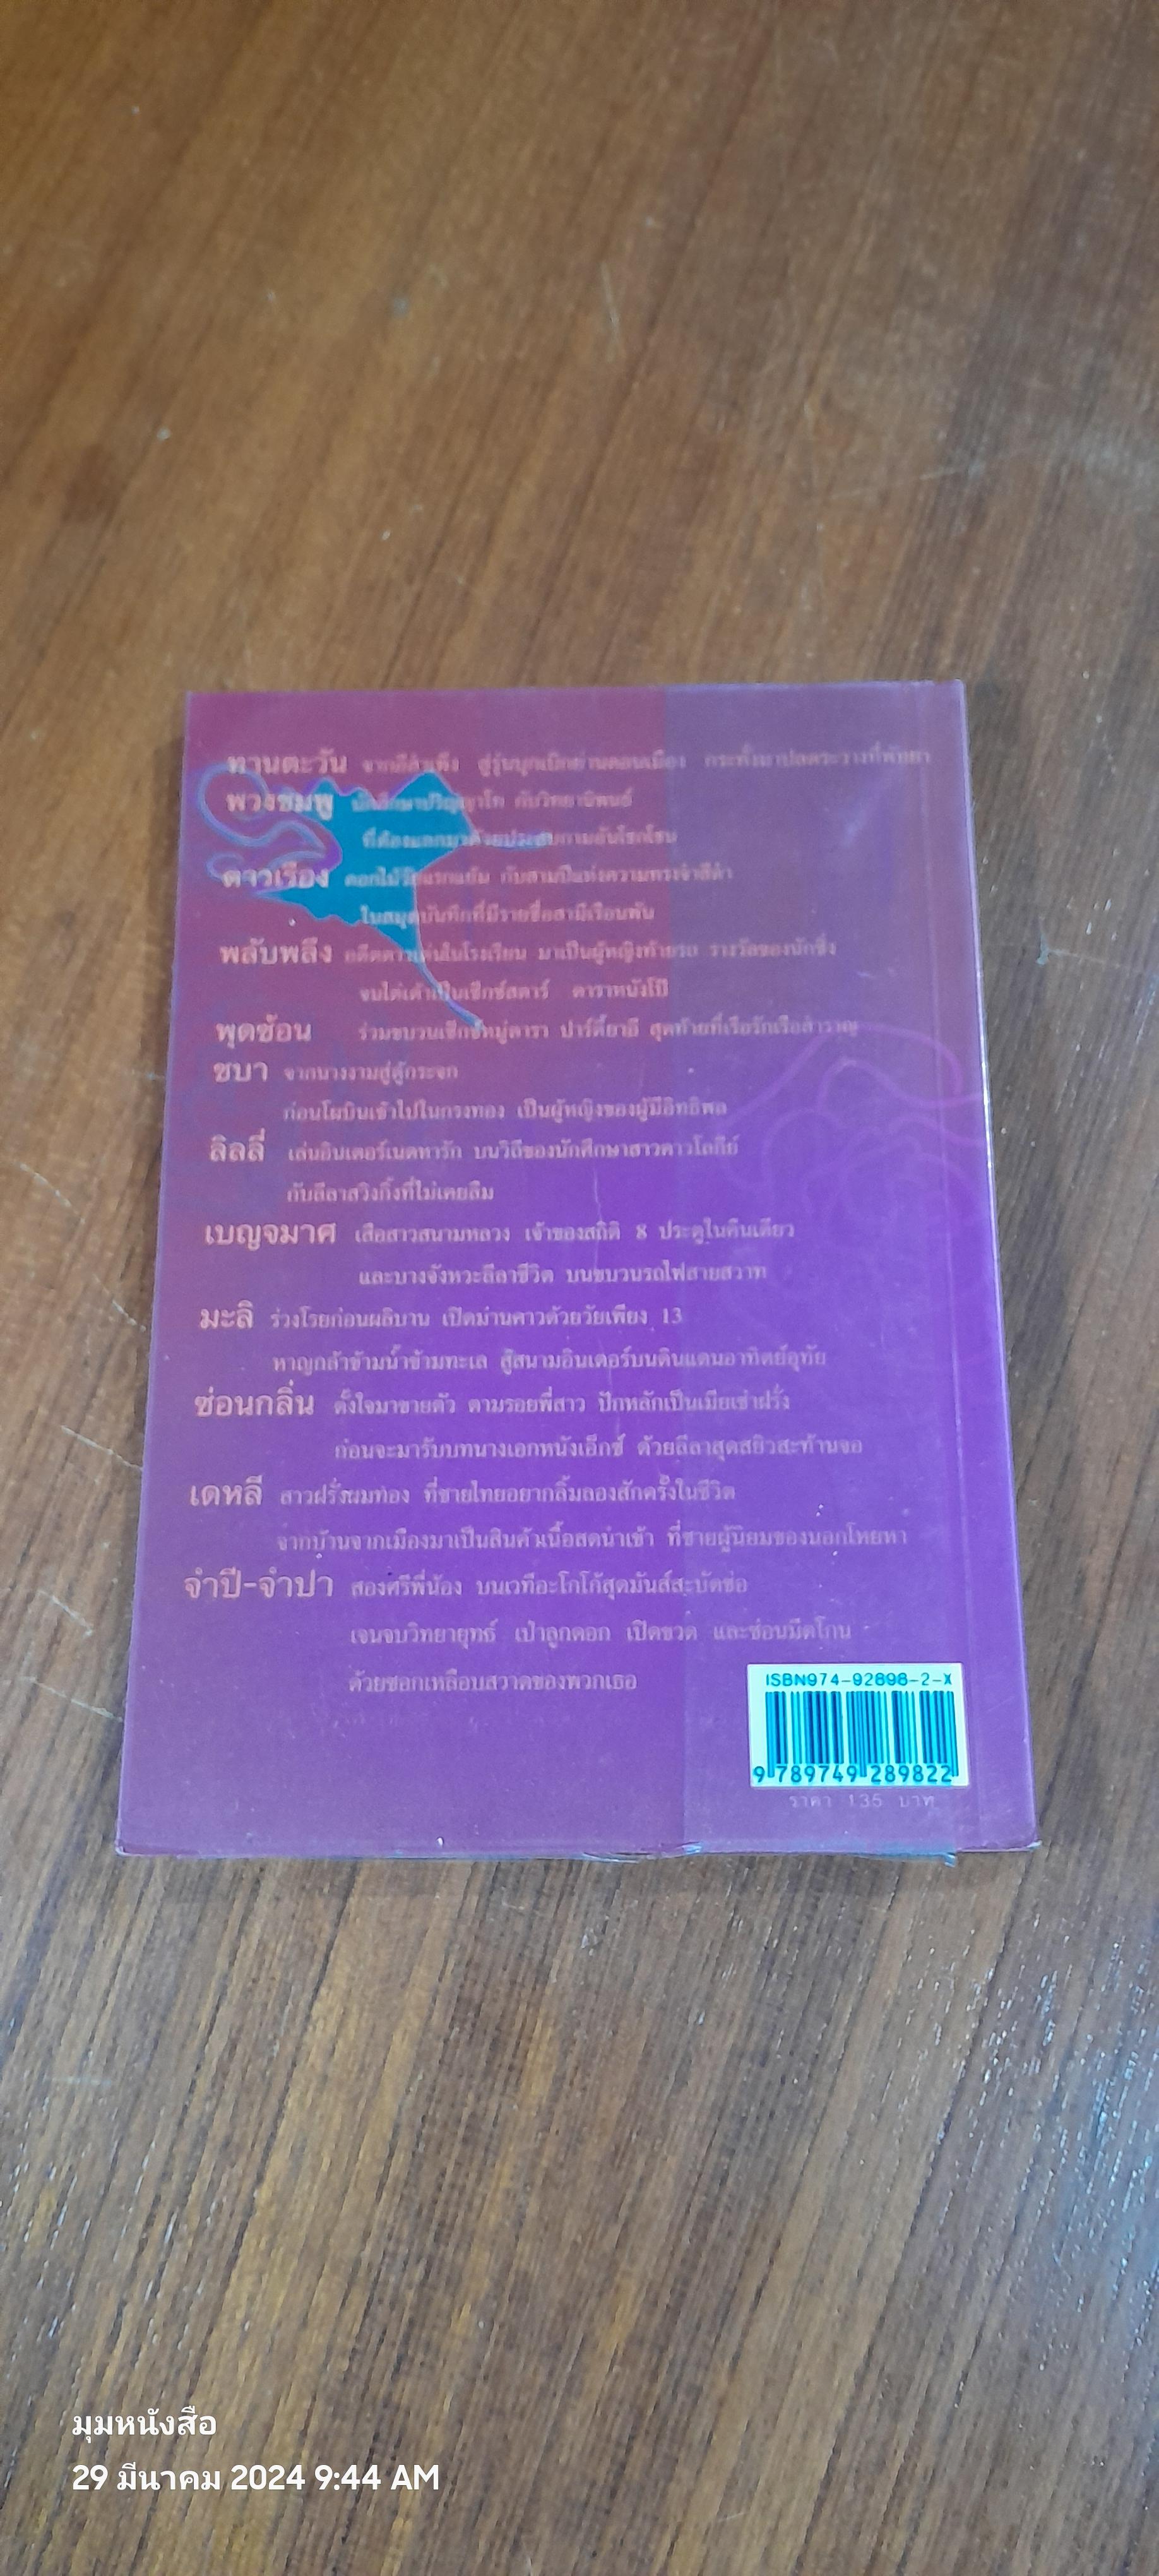 ทานตะวัน จากสีลำเพ็ง สู่รุ่นบุกเบิกย่านดอนเมือง กระทั่งมาปลดระวางที่พัทยา
พวงชมพู นักศึกษาปริญญาโท กับวิทยานิพนธ์
ที่ต้องแลกมาด้วยประสบกามอันโชกโชน
ดาวเรือง ดอกไม้วัยแรกแย้ม กับสามปีแห่งความทรงจำสีดำ
ในสมุดบันทึกที่มีรายชื่อสามีเรือนพัน
พลับพลึง อดีตดาวเด่นในโรงเรียน มาเป็นผู้หญิงท้ายรถ รางวัลของนักซิ่ง
จนไต่เต้าเป็นเซ็กซ์สตาร์ ดาราหนังโป๊
พุดซ้อน ร่วมขบวนเซ็กซ์หมู่ดารา ปาร์ตี้ยาอี สุดท้ายที่เรือรักเรือสำราญ
ชบา จากนางงามสู่ตู้กระจก
ก่อนโผบินเข้าไปในกรงทอง เป็นผู้หญิงของผู้มีอิทธิพล
ลิลลี่ เล่นอินเตอร์เนตหารัก บนวิถีของนักศึกษาสาวดาวโลกีย์
กับลีลาสวิงกิ้งที่ไม่เคยลืม
เบญจมาศ เสือสาวสนามหลวง เจ้าของสถิติ 8 ประตูในคืนเดียว
และบางจังหวะลีลาชีวิต บนขบวนรถไฟสายสวาท
มะลิ ร่วงโรยก่อนผลิบาน เปิดม่านคาวด้วยวัยเพียง 13
หาญกล้าข้ามน้ำข้ามทะเล สู่สนามอินเตอร์บนดินแดนอาทิตย์อุทัย
ซ่อนกลิ่น ตั้งใจมาขายตัว ตามรอยพี่สาว ปักหลักเป็นเมียเช่าฝรั่ง
ก่อนจะมารับบทนางเอกหนังเอ็กซ์ ด้วยลีลาสุดสยิวสะท้านจอ
เดหลี สาวฝรั่งผมทอง ที่ชายไทยอยากลิ้มลองสักครั้งในชีวิต
จากบ้านจากเมืองมาเป็นสินค้าเนื้อสดนำเข้า ที่ชายผู้นิยมของนอกโหยหา
จำปี-จำปา สองศรีพี่น้อง บนเวทีอะโกโก้สุดมันส์สะบัดช่อ
เจนจบวิทยายุทธ์ เป่าลูกดอก เปิดขวด และซ่อนมีดโกน
ด้วยซอกเหลือบสวาดของพวกเธอ
ISBN974-92898-2-X
9 789749 289822
ราคา 135 บาท
มุมหนังสือ
29 มีนาคม 2024 9:44 AM